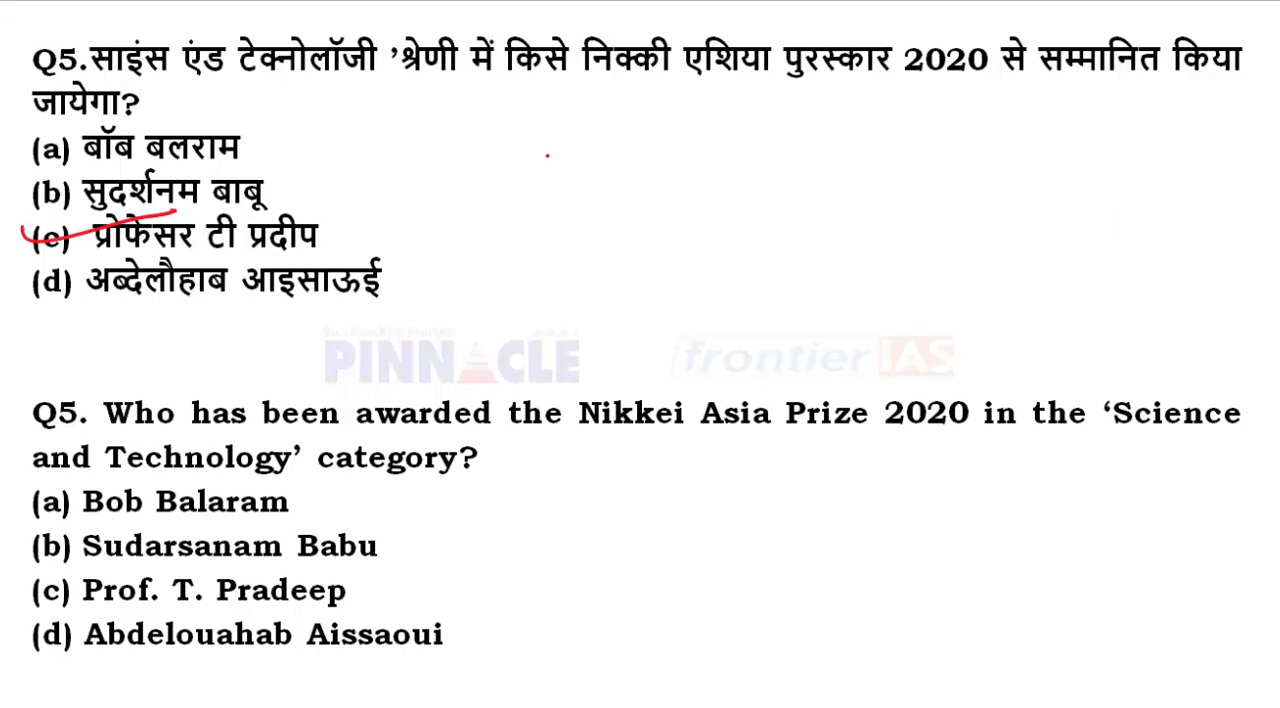 Q5.साइंस एंड टेक्नोलॉजी ’श्रेणी में किसे निक्की एशिया पुरस्कार 2020 से सम्मानित किया
जायेगा?
(a) बॉब बलराम
(b) सुदर्शनम बाबू
(c) प्रोफेसर टी प्रदीप
(d) अब्देलौहाब आइसाऊई
PINNACLE frontier IAS
Q5. Who has been awarded the Nikkei Asia Prize 2020 in the ‘Science
and Technology’ category?
(a) Bob Balaram
(b) Sudarsanam Babu
(c) Prof. T. Pradeep
(d) Abdelouahab Aissaoui